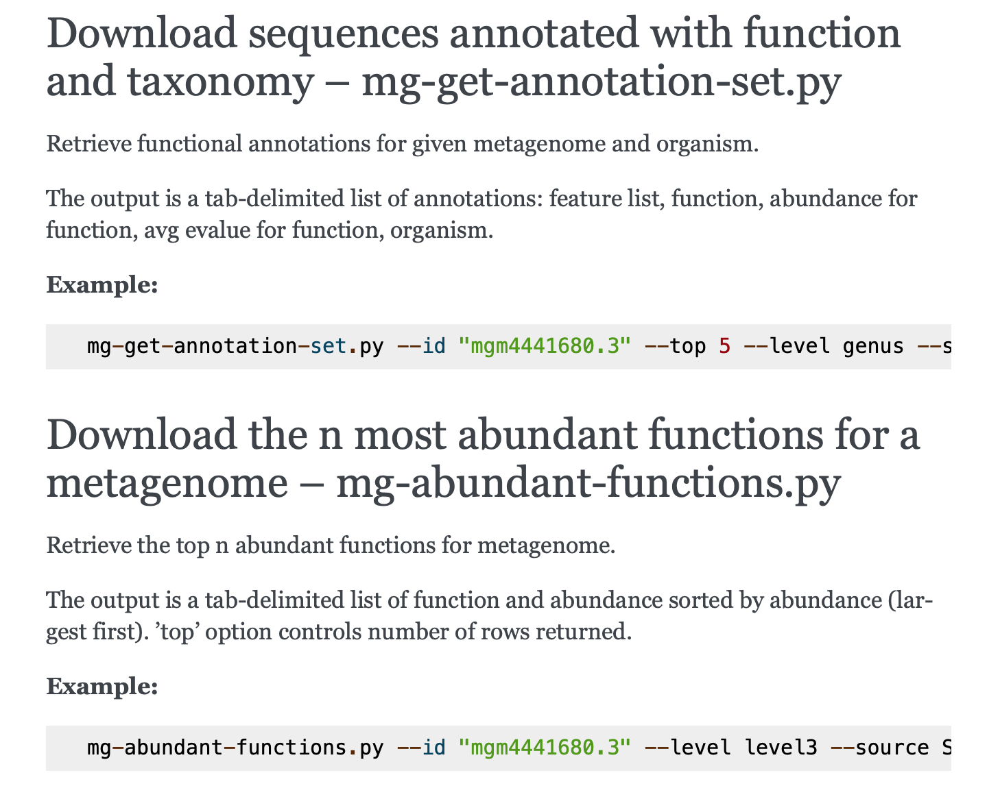 Download sequences annotated with function
and taxonomy – mg-get-annotation-set.py
Retrieve functional annotations for given metagenome and organism.
The output is a tab-delimited list of annotations: feature list, function, abundance for
function, avg evalue for function, organism.
Example:
mg-get-annotation-set.py --id "mgm4441680.3" --top 5 --level genus --s
Download the n most abundant functions for a
metagenome – mg-abundant-functions.py
Retrieve the top n abundant functions for metagenome.
The output is a tab-delimited list of function and abundance sorted by abundance (lar-
gest first). ’top’ option controls number of rows returned.
Example:
mg-abundant-functions.py --id "mgm4441680.3" --level level3 --source S